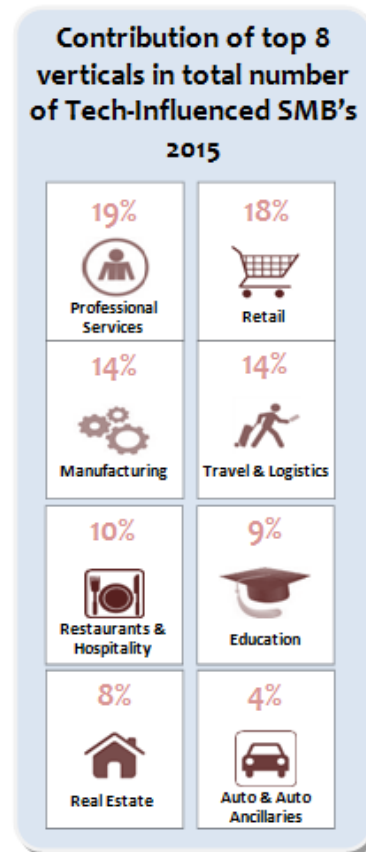 Contribution of top 8
verticals in total number
of Tech-Influenced SMB's
2015
19%
Professional
Services
18%
Retail
14%
Manufacturing
14%
Travel & Logistics
10%
Restaurants &
Hospitality
9%
Education
8%
Real Estate
4%
Auto & Auto
Ancillaries